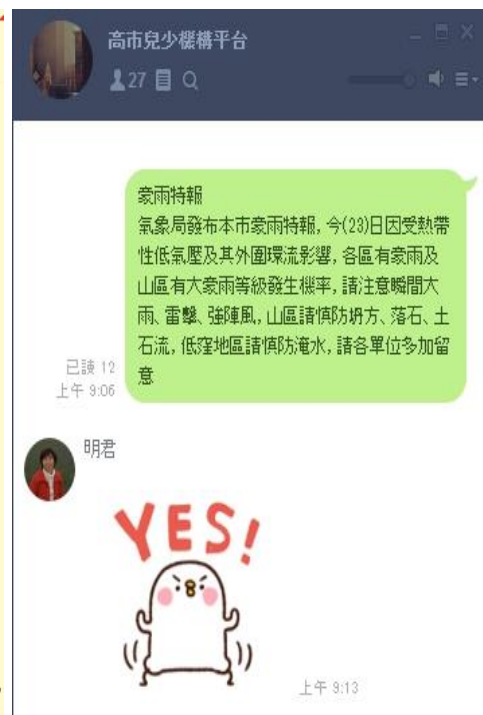 高市兒少機構平台
27
豪雨特報
氣象局發布本市豪雨特報,今(23)日因受熱帶
性低氣壓及其外圍環流影響,各區有豪雨及
山區有大豪雨等級發生機率,請注意瞬間大
雨、雷擊、強陣風,山區請慎防坍方、落石、土
石流,低窪地區請慎防淹水,請各單位多加留
意
已讀 12
上午 9:06
明君
YES!
上午 9:13